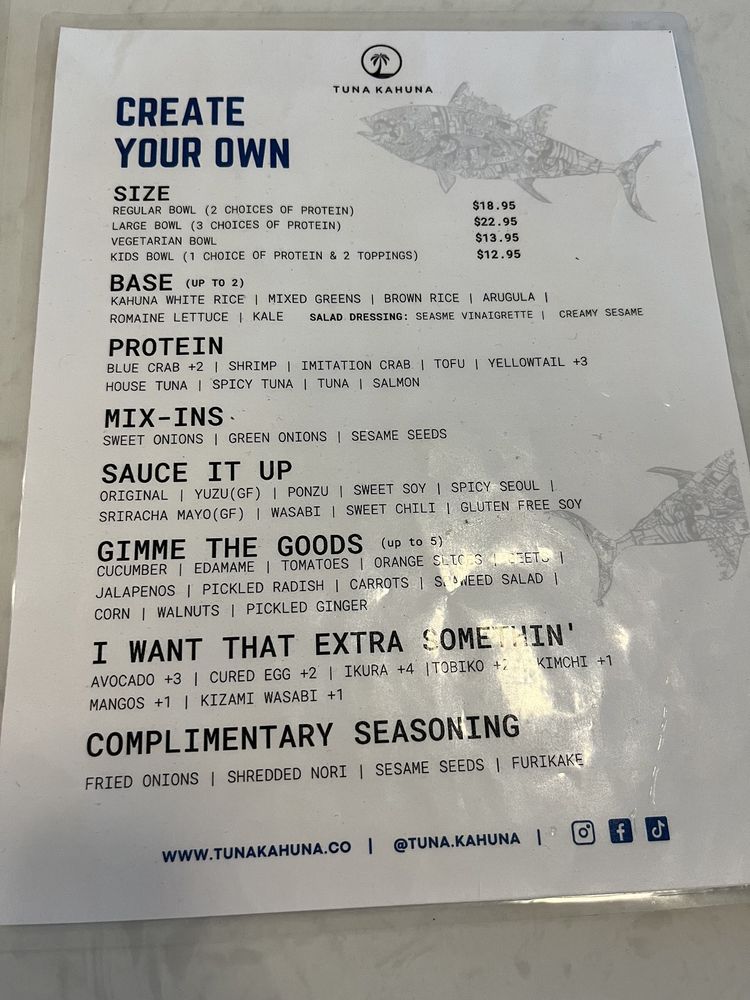 TUNA KAHUNA
CREATE
YOUR OWN
SIZE
REGULAR BOWL (2 CHOICES OF PROTEIN) $18.95
LARGE BOWL (3 CHOICES OF PROTEIN) $22.95
VEGETARIAN BOWL $13.95
KIDS BOWL (1 CHOICE OF PROTEIN & 2 TOPPINGS) $12.95
BASE (UP TO 2)
KAHUNA WHITE RICE | MIXED GREENS | BROWN RICE | ARUGULA |
ROMAINE LETTUCE | KALE SALAD DRESSING: SEASME VINAIGRETTE | CREAMY SESAME
PROTEIN
BLUE CRAB +2 | SHRIMP | IMITATION CRAB | TOFU | YELLOWTAIL +3
HOUSE TUNA | SPICY TUNA | TUNA | SALMON
MIX-INS
SWEET ONIONS | GREEN ONIONS | SESAME SEEDS
SAUCE IT UP
ORIGINAL | YUZU(GF) | PONZU | SWEET SOY | SPICY SEOUL |
SRIRACHA MAYO(GF) | WASABI | SWEET CHILI | GLUTEN FREE SOY
GIMME THE GOODS (up to 5)
CUCUMBER | EDAMAME | TOMATOES | ORANGE SLICES | BEETS |
JALAPENOS | PICKLED RADISH | CARROTS | SEAWEED SALAD |
CORN | WALNUTS | PICKLED GINGER
I WANT THAT EXTRA SOMETHIN'
AVOCADO +3 | CURED EGG +2 | IKURA +4 |TOBIKO | KIMCHI +1
MANGOS +1 | KIZAMI WASABI +1
COMPLIMENTARY SEASONING
FRIED ONIONS | SHREDDED NORI | SESAME SEEDS | FURIKAKE
WWW.TUNAKAHUNA.CO | @TUNA.KAHUNA |